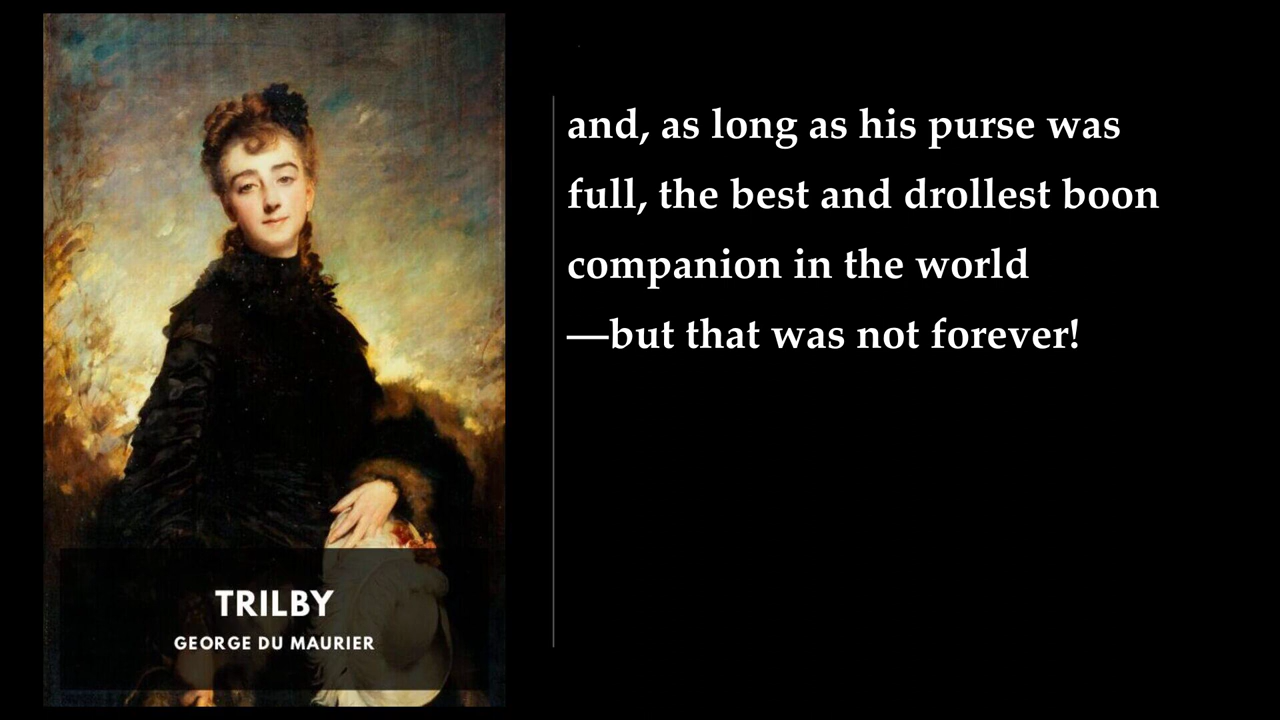 and, as long as his purse was
full, the best and drollest boon
companion in the world
—but that was not forever!
TRILBY
GEORGE DU MAURIER